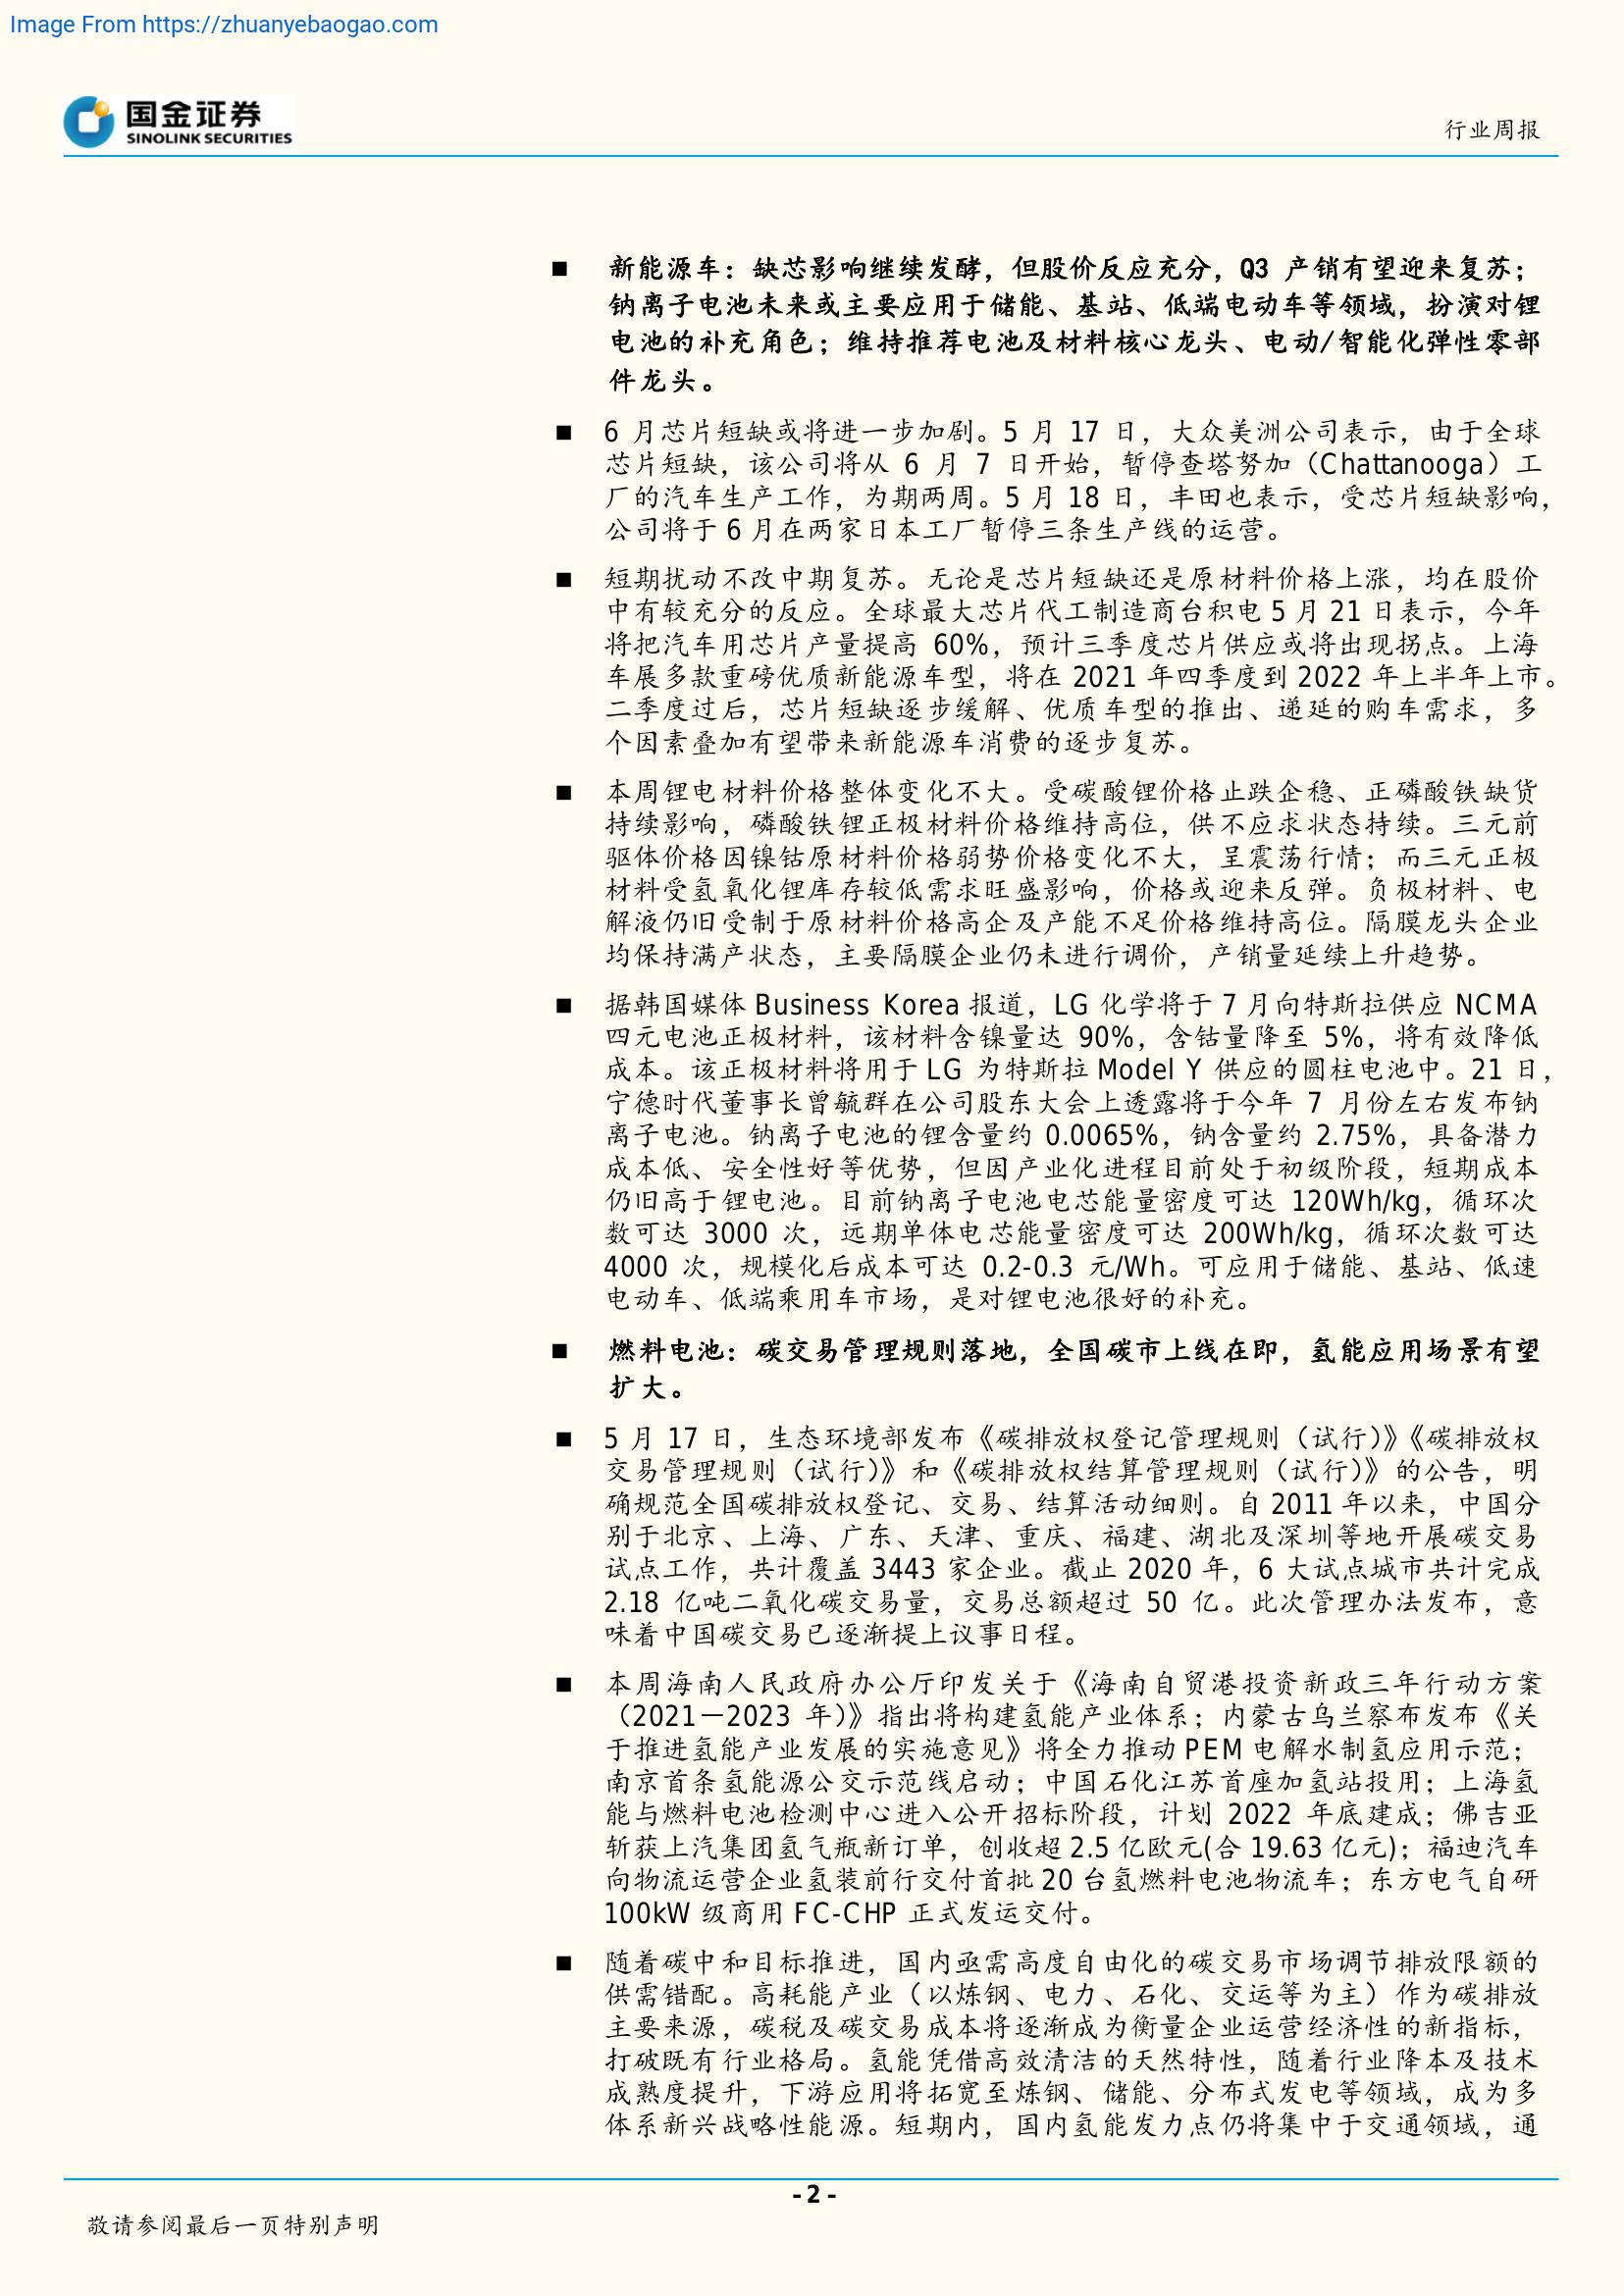 Image From https://zhuanyebaogao.com
国金证券
SINOLINK SECURITIES
行业周报
■ 新能源车：缺芯影响继续发酵，但股价反应充分，Q3 产销有望迎来复苏；
钠离子电池未来或主要应用于储能、基站、低端电动车等领域，扮演对锂
电池的补充角色；维持推荐电池及材料核心龙头、电动/智能化弹性零部
件龙头。
■ 6 月芯片短缺或将进一步加剧。5 月 17 日，大众美洲公司表示，由于全球
芯片短缺，该公司将从 6 月 7 日开始，暂停查塔努加（Chattanooga）工
厂的汽车生产工作，为期两周。5 月 18 日，丰田也表示，受芯片短缺影响，
公司将于 6 月在两家日本工厂暂停三条生产线的运营。
■ 短期扰动不改中期复苏。无论是芯片短缺还是原材料价格上涨，均在股价
中有较充分的反应。全球最大芯片代工制造商台积电 5 月 21 日表示，今年
将把汽车用芯片产量提高 60%，预计三季度芯片供应或将出现拐点。上海
车展多款重磅优质新能源车型，将在 2021 年四季度到 2022 年上半年上市。
二季度过后，芯片短缺逐步缓解、优质车型的推出、递延的购车需求，多
个因素叠加有望带来新能源车消费的逐步复苏。
■ 本周锂电材料价格整体变化不大。受碳酸锂价格止跌企稳、正磷酸铁缺货
持续影响，磷酸铁锂正极材料价格维持高位，供不应求状态持续。三元前
驱体价格因镍钴原材料价格弱势价格变化不大，呈震荡行情；而三元正极
材料受氢氧化锂库存较低需求旺盛影响，价格或迎来反弹。负极材料、电
解液仍旧受制于原材料价格高企及产能不足价格维持高位。隔膜龙头企业
均保持满产状态，主要隔膜企业仍未进行调价，产销量延续上升趋势。
■ 据韩国媒体 Business Korea 报道，LG 化学将于 7 月向特斯拉供应 NCMA
四元电池正极材料，该材料含镍量达 90%，含钴量降至 5%，将有效降低
成本。该正极材料将用于 LG 为特斯拉 Model Y 供应的圆柱电池中。21 日，
宁德时代董事长曾毓群在公司股东大会上透露将于今年 7 月份左右发布钠
离子电池。钠离子电池的锂含量约 0.0065%，钠含量约 2.75%，具备潜力
成本低、安全性好等优势，但因产业化进程目前处于初级阶段，短期成本
仍旧高于锂电池。目前钠离子电池电芯能量密度可达 120Wh/kg，循环次
数可达 3000 次，远期单体电芯能量密度可达 200Wh/kg，循环次数可达
4000 次，规模化后成本可达 0.2-0.3 元/Wh。可应用于储能、基站、低速
电动车、低端乘用车市场，是对锂电池很好的补充。
■ 燃料电池：碳交易管理规则落地，全国碳市上线在即，氢能应用场景有望
扩大。
■ 5 月 17 日，生态环境部发布《碳排放权登记管理规则（试行）》《碳排放权
交易管理规则（试行）》和《碳排放权结算管理规则（试行）》的公告，明
确规范全国碳排放权登记、交易、结算活动细则。自 2011 年以来，中国分
别于北京、上海、广东、天津、重庆、福建、湖北及深圳等地开展碳交易
试点工作，共计覆盖 3443 家企业。截止 2020 年，6 大试点城市共计完成
2.18 亿吨二氧化碳交易量，交易总额超过 50 亿。此次管理办法发布，意
味着中国碳交易已逐渐提上议事日程。
■ 本周海南人民政府办公厅印发关于《海南自贸港投资新政三年行动方案
（2021—2023 年）》指出将构建氢能产业体系；内蒙古乌兰察布发布《关
于推进氢能产业发展的实施意见》将全力推动 PEM 电解水制氢应用示范；
南京首条氢能源公交示范线启动；中国石化江苏首座加氢站投用；上海氢
能与燃料电池检测中心进入公开招标阶段，计划 2022 年底建成；佛吉亚
斩获上汽集团氢气瓶新订单，创收超 2.5 亿欧元(合 19.63 亿元)；福迪汽车
向物流运营企业氢装前行交付首批 20 台氢燃料电池物流车；东方电气自研
100kW 级商用 FC-CHP 正式发运交付。
■ 随着碳中和目标推进，国内亟需高度自由化的碳交易市场调节排放限额的
供需错配。高耗能产业（以炼钢、电力、石化、交运等为主）作为碳排放
主要来源，碳税及碳交易成本将逐渐成为衡量企业运营经济性的新指标，
打破既有行业格局。氢能凭借高效清洁的天然特性，随着行业降本及技术
成熟度提升，下游应用将拓宽至炼钢、储能、分布式发电等领域，成为多
体系新兴战略性能源。短期内，国内氢能发力点仍将集中于交通领域，通
- 2 -
敬请参阅最后一页特别声明